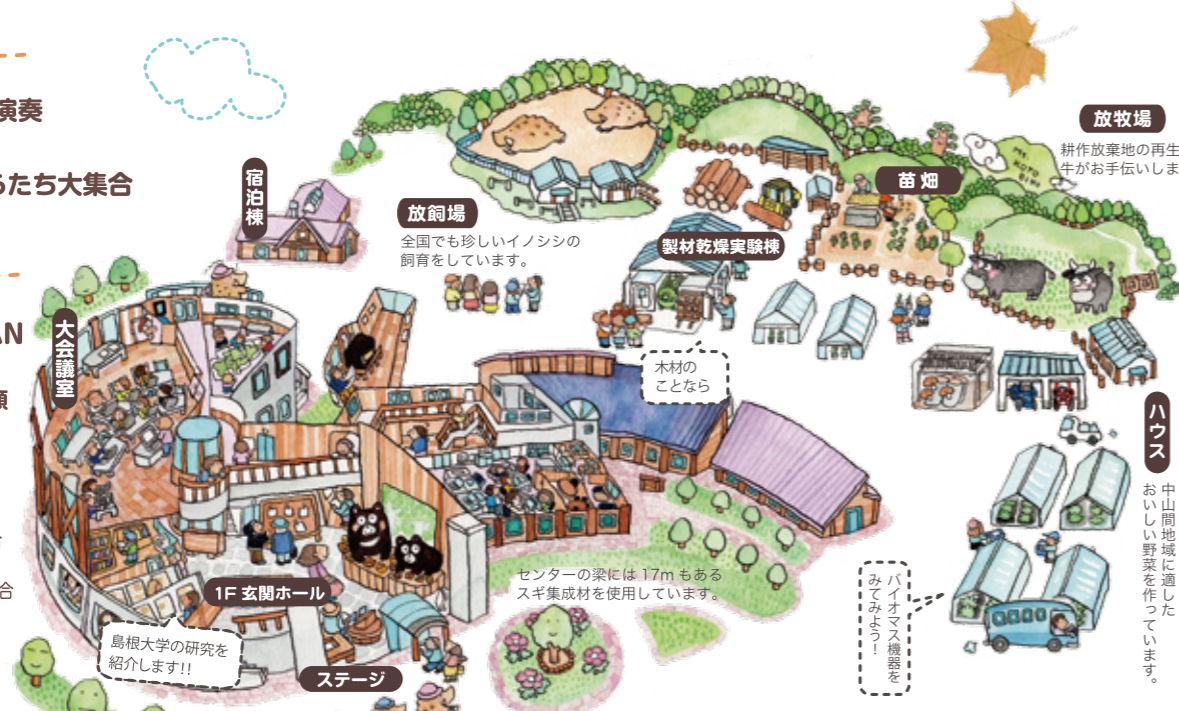 演奏
たち大集合
AN
宿泊棟
放飼場
全国でも珍しいイノシシの
飼育をしています。
製材乾燥実験棟
木材の
ことなら
苗畑
放牧場
耕作放棄地の再生
牛がお手伝いしま
大会議室
1F 玄関ホール
島根大学の研究を
紹介します!!
ステージ
センターの梁には 17m もある
スギ集成材を使用しています。
バイオマス機器を
みてみよう！
ハウス
中山間地域に適した
おいしい野菜を作っています。
合